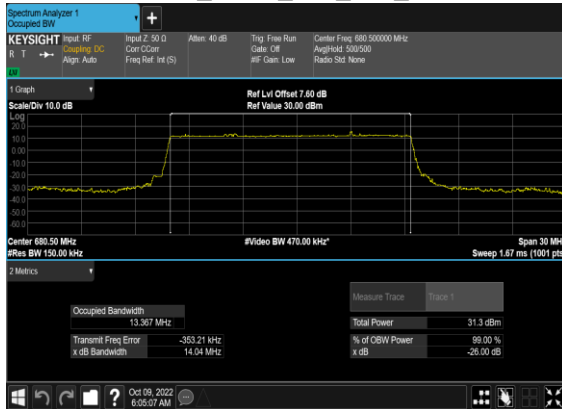 Spectrum Analyzer 1
Occupied BW
+
KEYSIGHT Input: RF Input Z: 50 Ω Atten: 40 dB Trig: Free Run Center Freq: 680.500000 MHz
R T Coupling: DC Corr CCorr Gate: Off Avg|Hold: 500/500
Align: Auto Freq Ref: Int (S) #IF Gain: Low Radio Std: None
LW
1 Graph
Ref Lvl Offset 7.60 dB
Scale/Div 10.0 dB Ref Value 30.00 dBm
Log
20.0
10.0
0.00
-10.0
-20.0
-30.0
-40.0
-50.0
-60.0
Center 680.50 MHz #Video BW 470.00 kHz* Span 30 MH
#Res BW 150.00 kHz Sweep 1.67 ms (1001 pts
2 Metrics
Measure Trace Trace 1
Occupied Bandwidth
13.367 MHz Total Power 31.3 dBm
Transmit Freq Error -353.21 kHz % of OBW Power 99.00 %
x dB Bandwidth 14.04 MHz x dB -26.00 dB
? Oct 09, 2022
6:05:07 AM